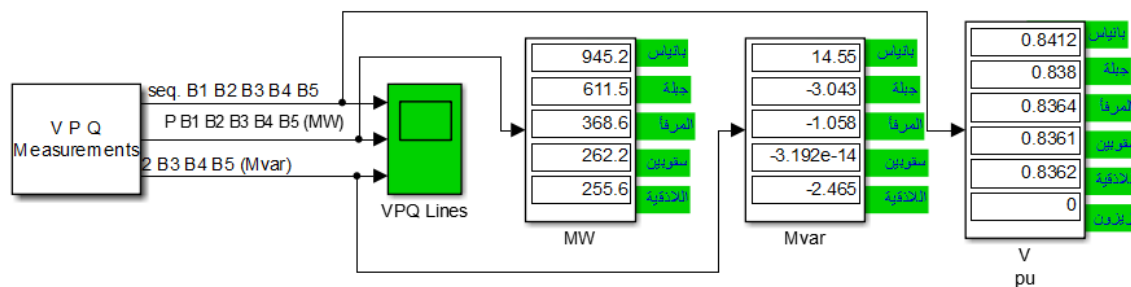 V P Q
Measurements
seq. B1 B2 B3 B4 B5
P B1 B2 B3 B4 B5 (MW)
2 B3 B4 B5 (Mvar)
VPQ Lines
945.2
بانياس
611.5
جبلة
368.6
المرفأ
262.2
سقوبين
255.6
اللاذقية
MW
14.55
بانياس
-3.043
جبلة
-1.058
المرفأ
-3.192e-14
سقوبين
-2.465
اللاذقية
Mvar
0.8412
بانياس
0.838
جبلة
0.8364
المرفأ
0.8361
سقوبين
0.8362
لاذقية
0
ريزون
V
pu